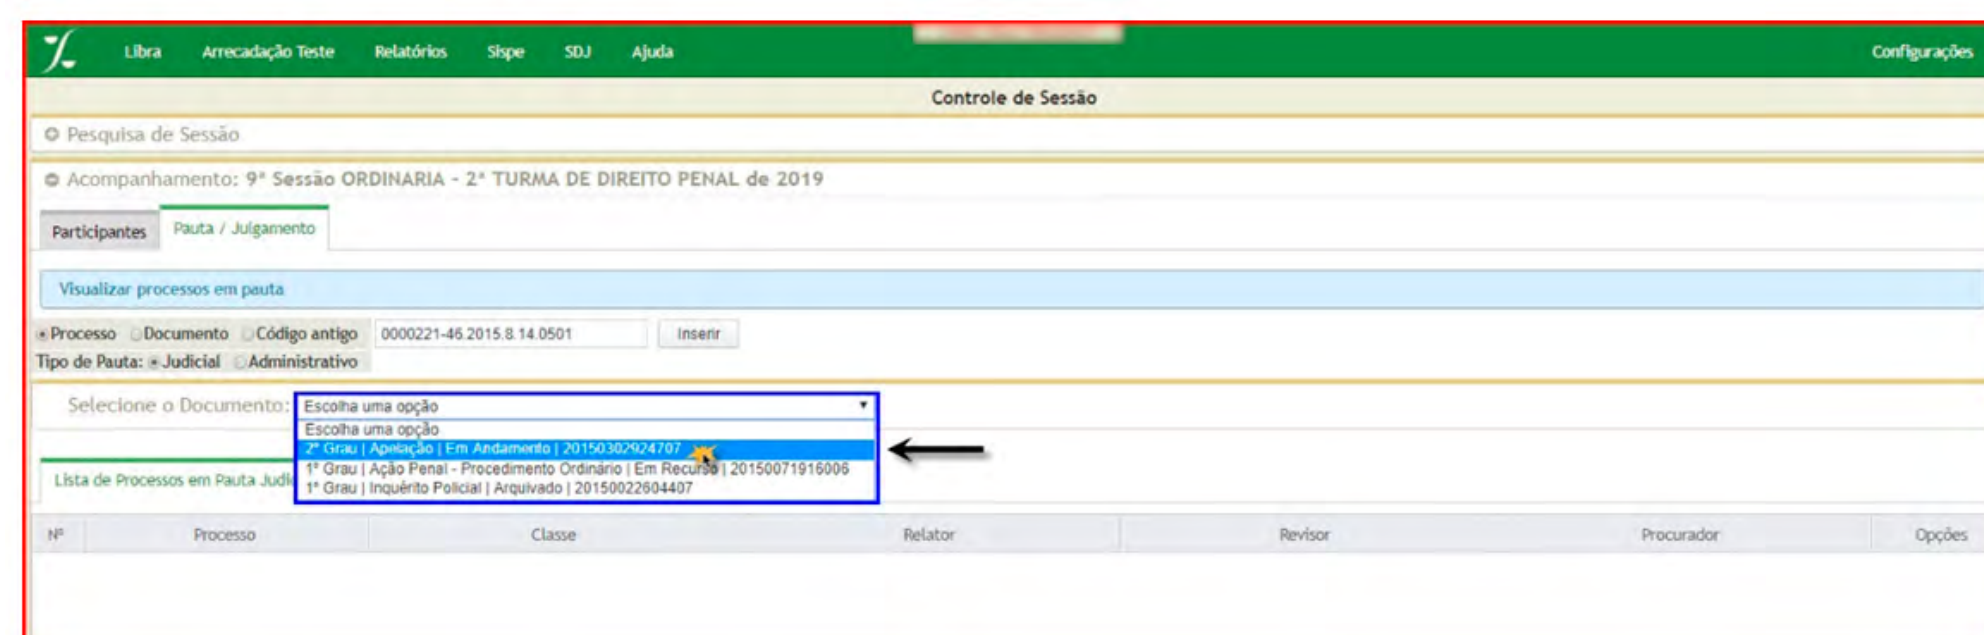 Libra Arrecadação Teste Relatórios Sispe SDJ Ajuda Configurações
Controle de Sessão
Pesquisa de Sessão
Acompanhamento: 9ª Sessão ORDINARIA - 2ª TURMA DE DIREITO PENAL de 2019
Participantes Pauta / Julgamento
Visualizar processos em pauta
Processo Documento Código antigo 0000221-46.2015.8.14.0501 Inserir
Tipo de Pauta: Judicial Administrativo
Selecione o Documento: Escolha uma opção
Escolha uma opção
2º Grau | Apelação | Em Andamento | 20150302924707
1º Grau | Ação Penal - Procedimento Ordinário | Em Recurso | 20150071916006
1º Grau | Inquérito Policial | Arquivado | 20150022604407
Lista de Processos em Pauta Judi
Nº Processo Classe Relator Revisor Procurador Opções